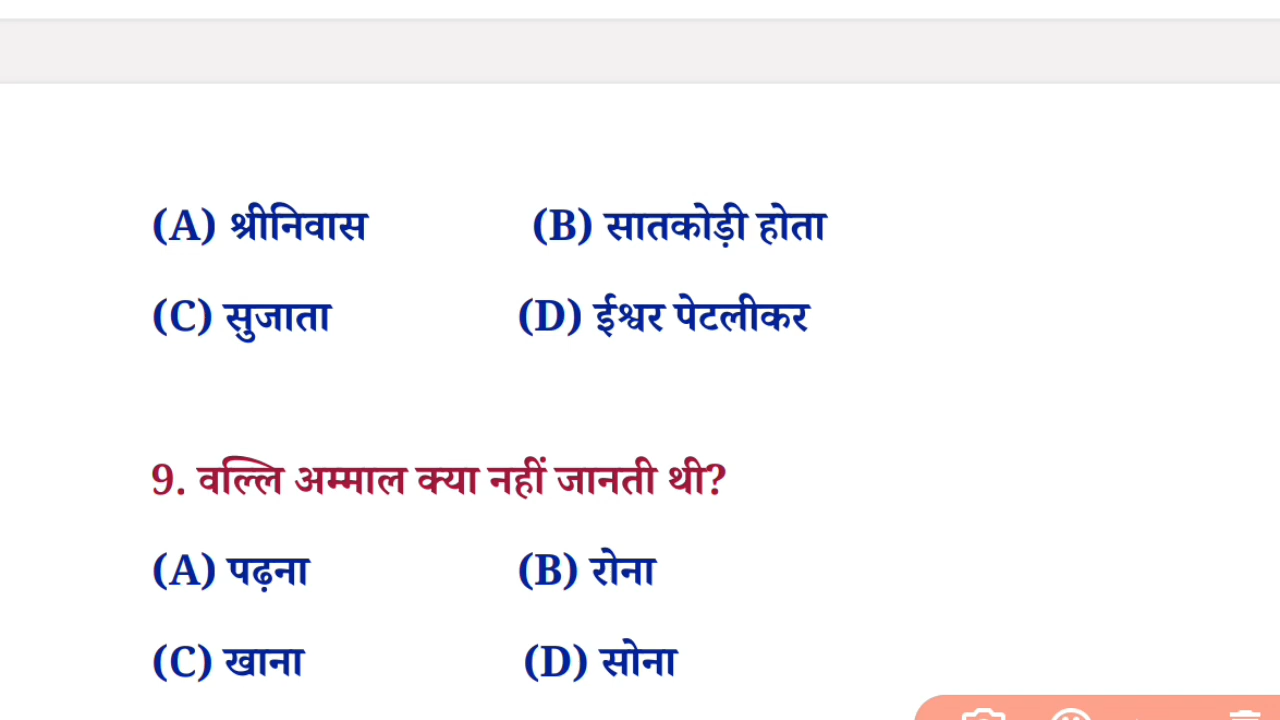 (A) श्रीनिवास (B) सातकोड़ी होता
(C) सुजाता (D) ईश्वर पेटलीकर
9. वल्लि अम्माल क्या नहीं जानती थी?
(A) पढ़ना (B) रोना
(C) खाना (D) सोना